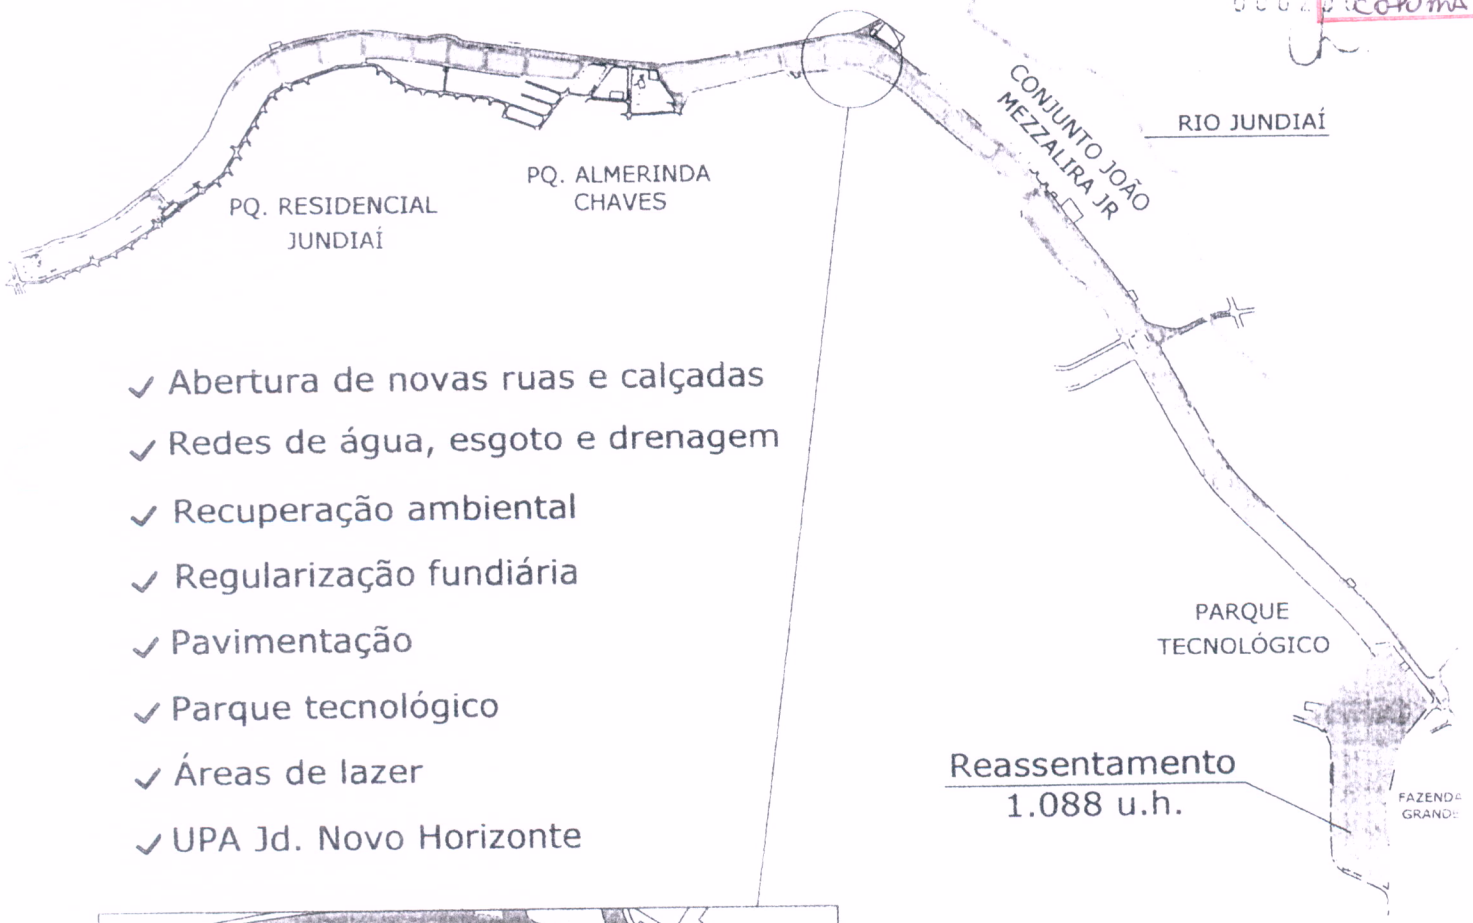 CONJUNTO JOÃO
MEZZALIRA JR
RIO JUNDIAÍ
PQ. ALMERINDA
CHAVES
PQ. RESIDENCIAL
JUNDIAÍ
✓ Abertura de novas ruas e calçadas
✓ Redes de água, esgoto e drenagem
✓ Recuperação ambiental
✓ Regularização fundiária
✓ Pavimentação
✓ Parque tecnológico
✓ Áreas de lazer
✓ UPA Jd. Novo Horizonte
PARQUE
TECNOLÓGICO
Reassentamento
1.088 u.h.
FAZENDA
GRANDE